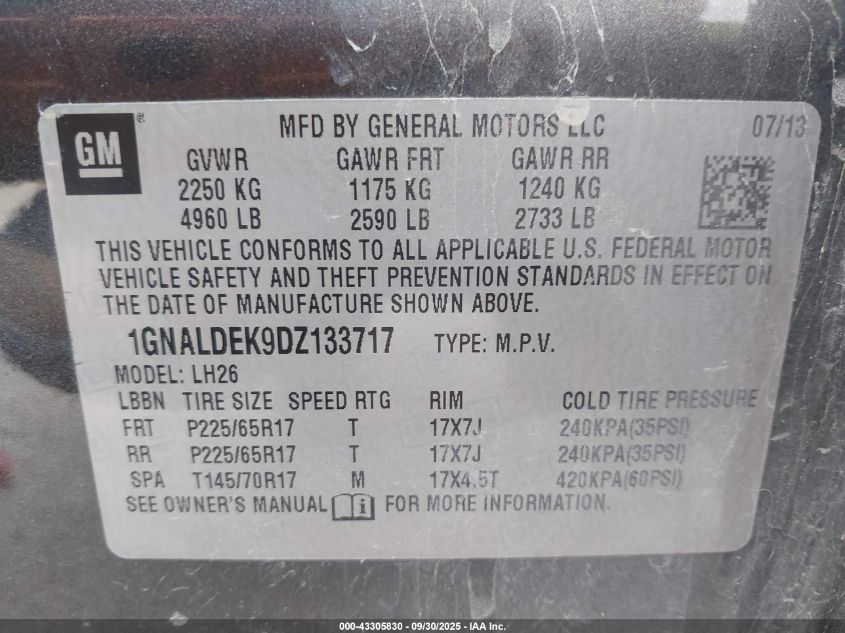 GM ® MFD BY GENERAL MOTORS LLC 07/13
GVWR GAWR FRT GAWR RR
2250 KG 1175 KG 1240 KG
4960 LB 2590 LB 2733 LB
THIS VEHICLE CONFORMS TO ALL APPLICABLE U.S. FEDERAL MOTOR
VEHICLE SAFETY AND THEFT PREVENTION STANDARDS IN EFFECT ON
THE DATE OF MANUFACTURE SHOWN ABOVE.
1GNALDEK9DZ133717 TYPE: M.P.V.
MODEL: LH26
LBBN TIRE SIZE SPEED RTG RIM COLD TIRE PRESSURE
FRT P225/65R17 T 17X7J 240KPA(35PSI)
RR P225/65R17 T 17X7J 240KPA(35PSI)
SPA T145/70R17 M 17X4.5T 420KPA(60PSI)
SEE OWNER'S MANUAL i FOR MORE INFORMATION.
000-43305830 - 09/30/2025 - IAA Inc.